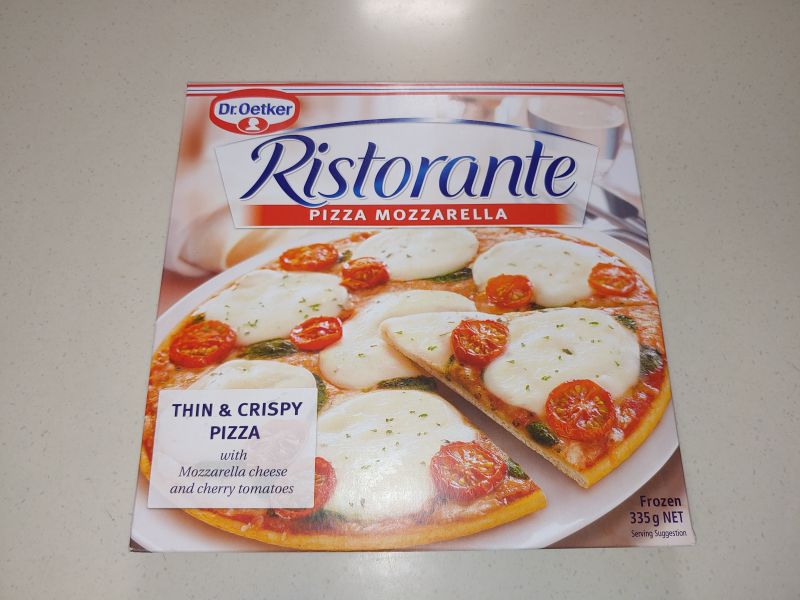 Dr.Oetker
Ristorante
PIZZA MOZZARELLA
THIN & CRISPY
PIZZA
with
Mozzarella cheese
and cherry tomatoes
Frozen
335g NET
Serving Suggestion